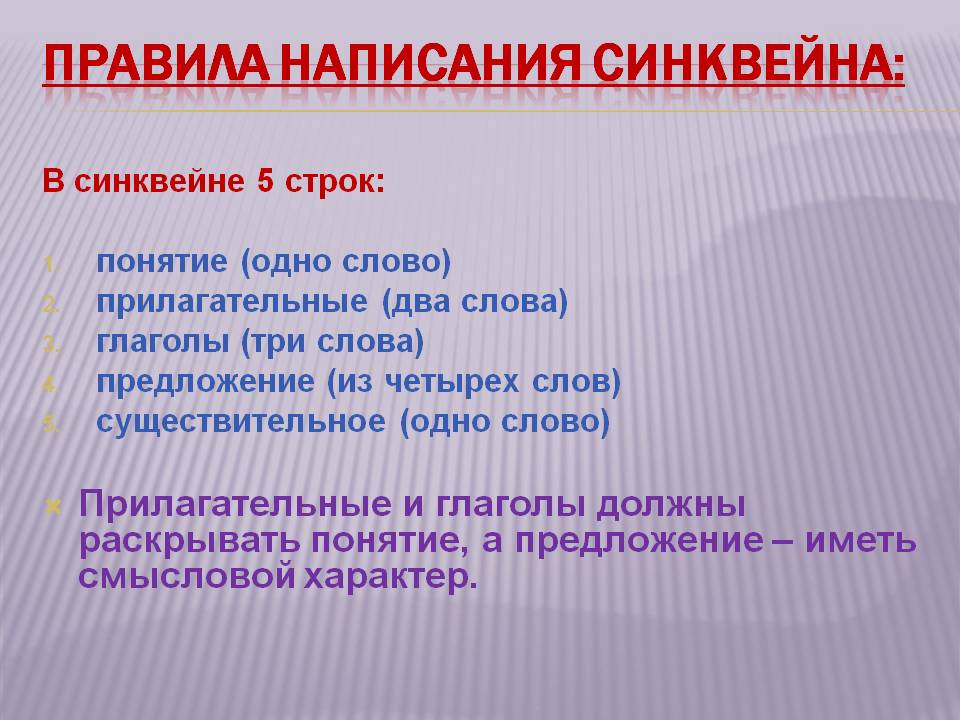 ПРАВИЛА НАПИСАНИЯ СИНКВЕЙНА:
В синквейне 5 строк:
1. понятие (одно слово)
2. прилагательные (два слова)
3. глаголы (три слова)
4. предложение (из четырех слов)
5. существительное (одно слово)
Прилагательные и глаголы должны
раскрывать понятие, а предложение – иметь
смысловой характер.